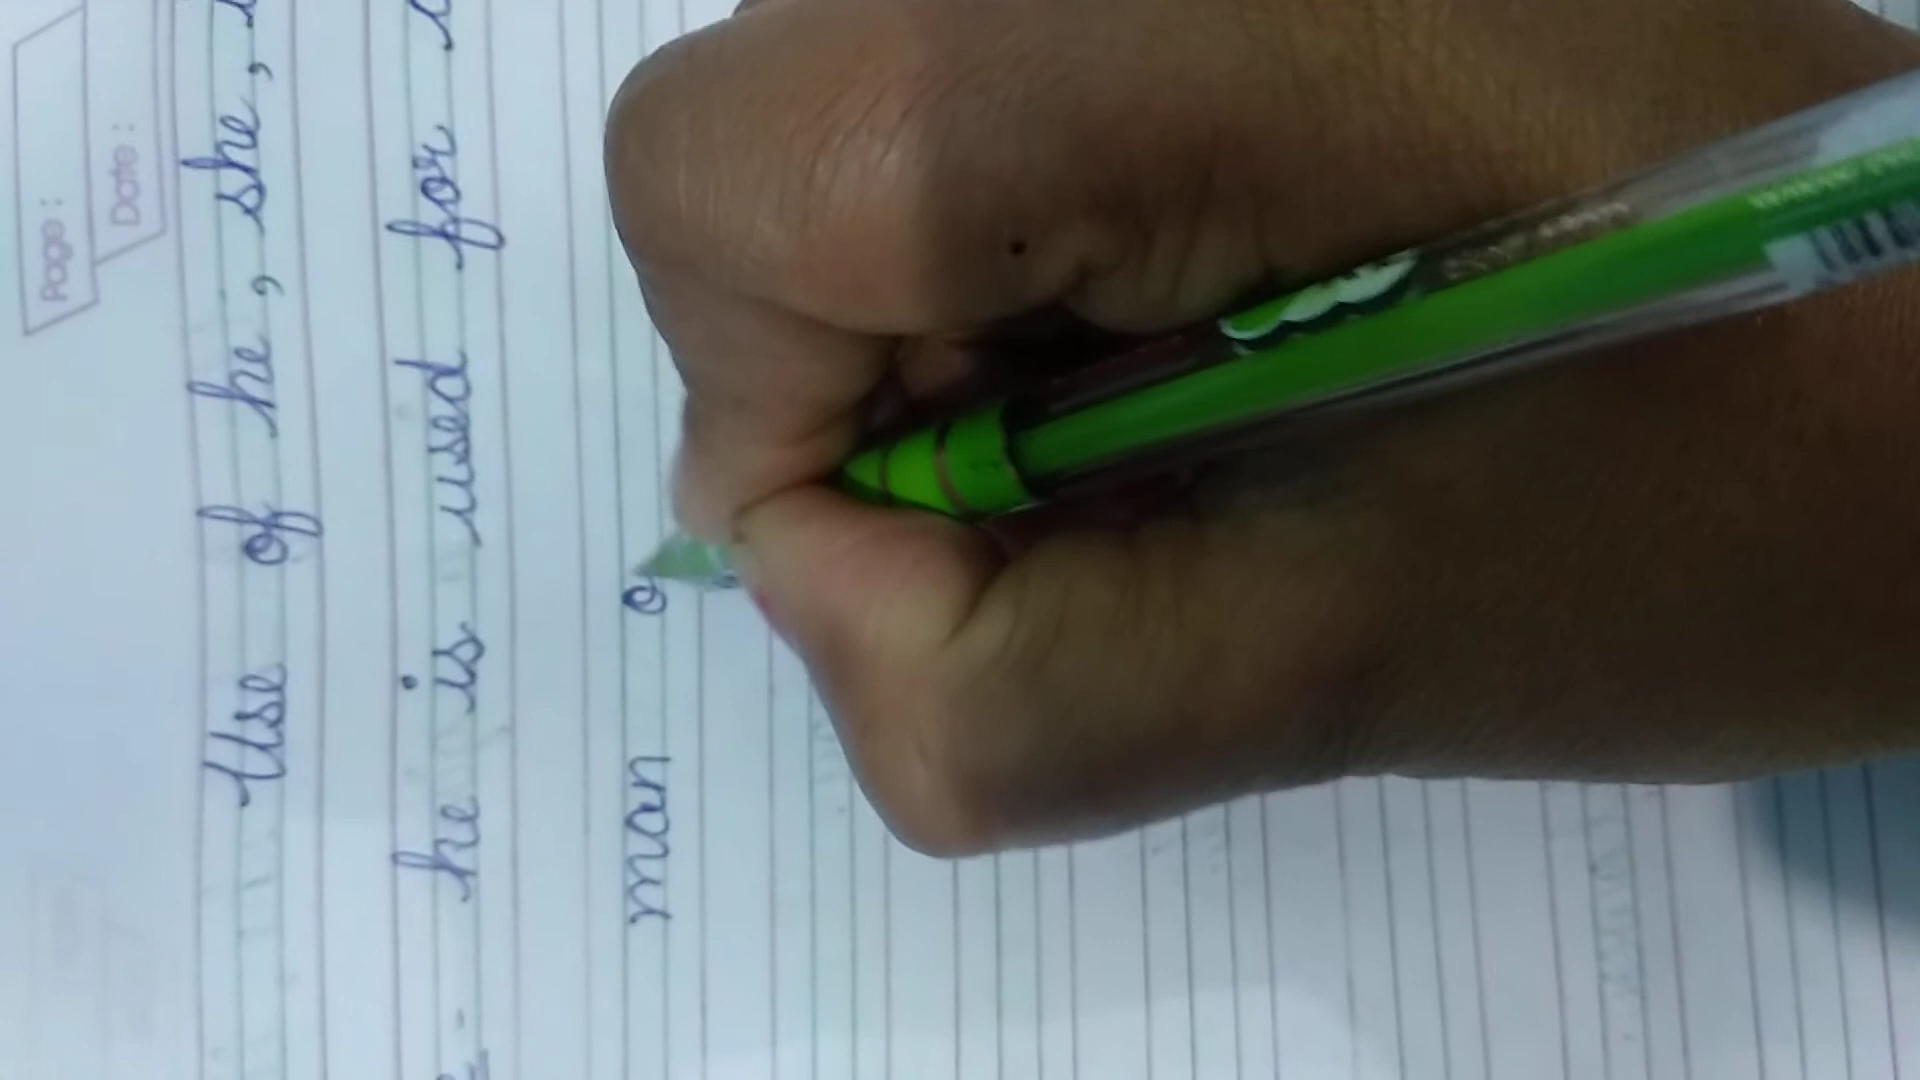 Page :
Date :
Use of he, she,
- he is used for
man o